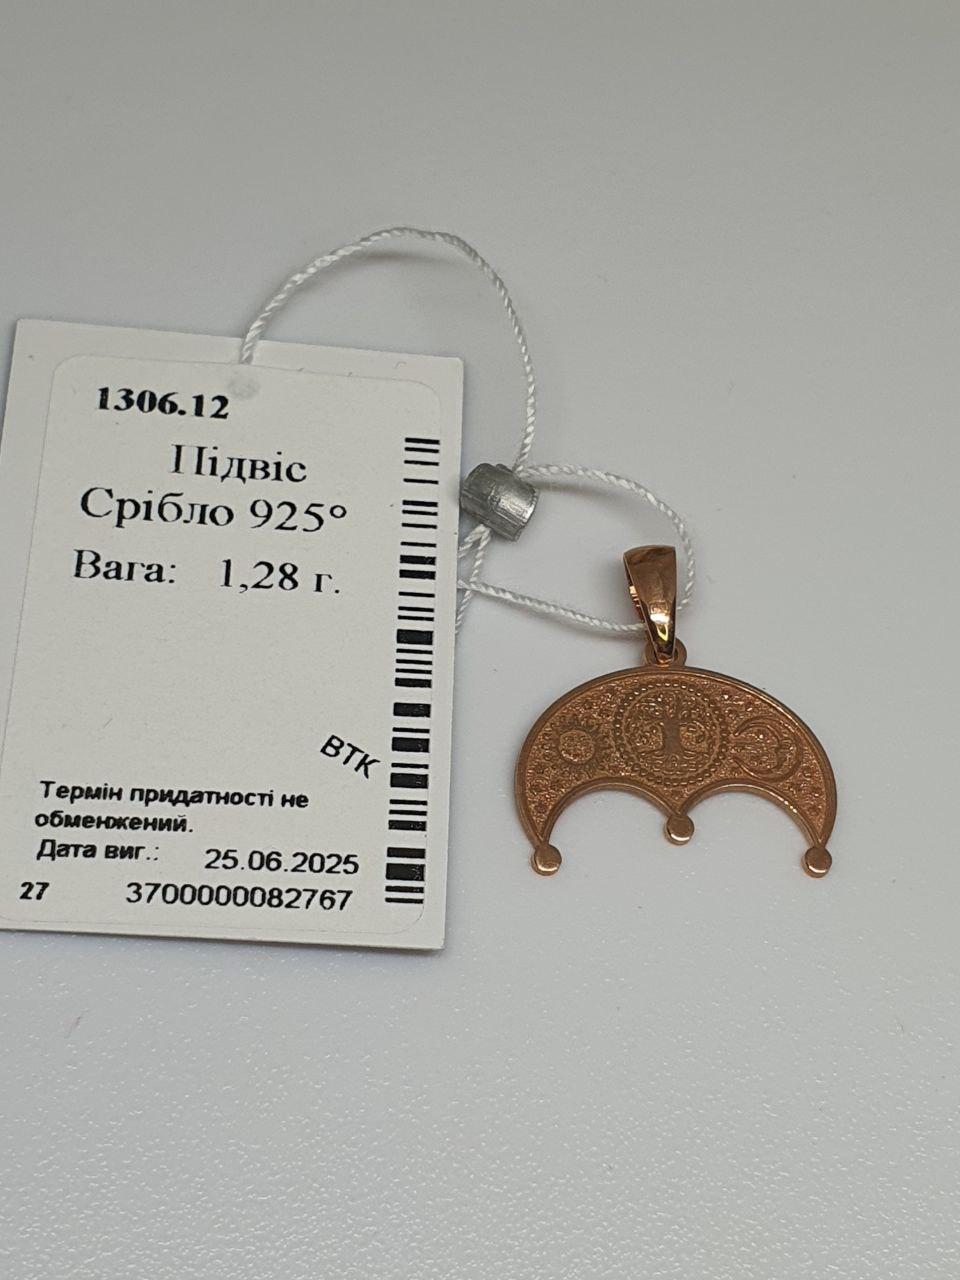 1306.12
Підвіс
Срібло 925°
Вага: 1,28 г.
ВТК
Термін придатності не
обменжений.
Дата виг.: 25.06.2025
27 3700000082767